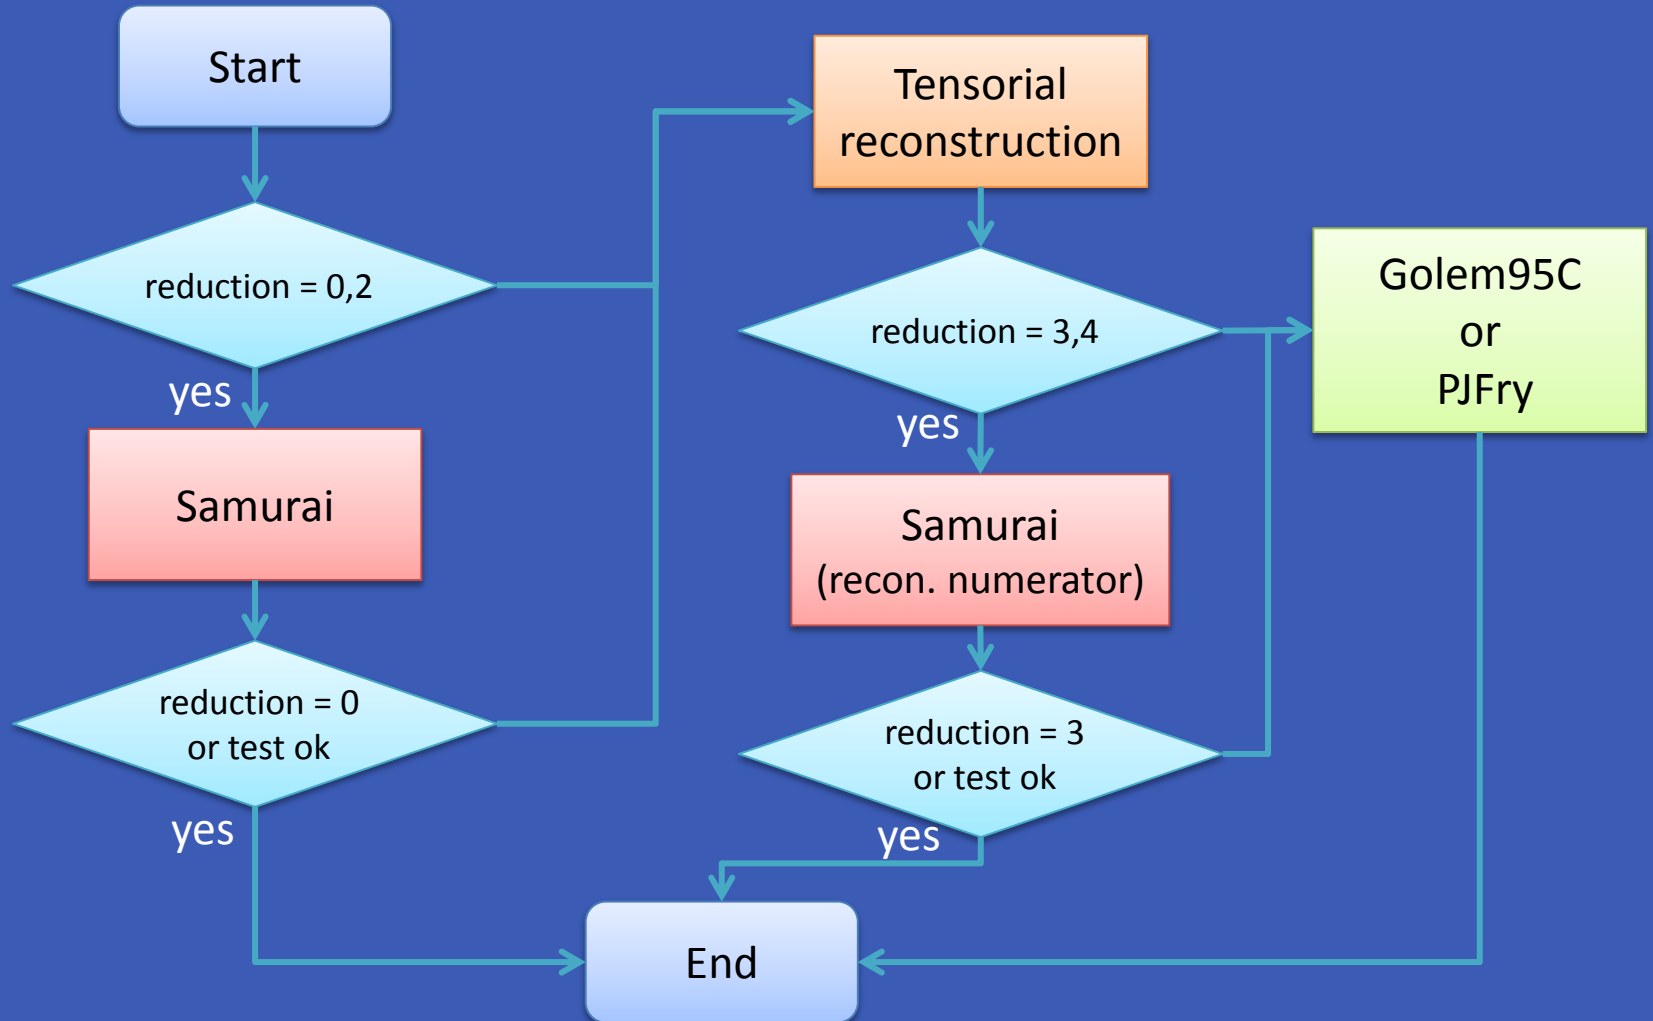 Start
reduction = 0,2
yes
Samurai
reduction = 0
or test ok
yes
Tensorial
reconstruction
reduction = 3,4
yes
Samurai
(recon. numerator)
reduction = 3
or test ok
yes
Golem95C
or
PJFry
End